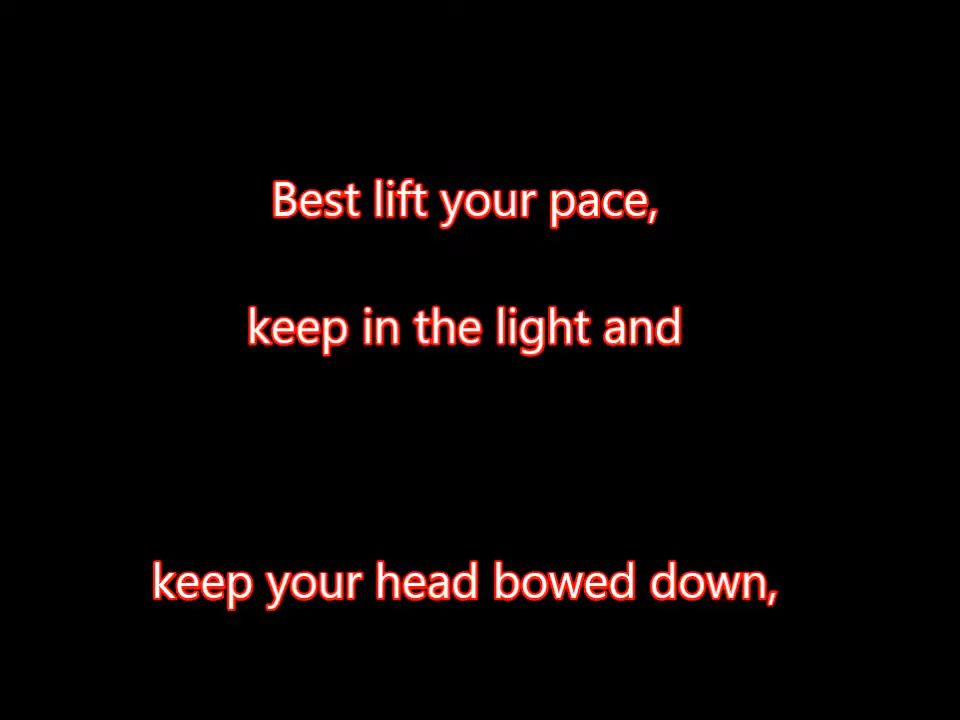 Best lift your pace,
keep in the light and
keep your head bowed down,